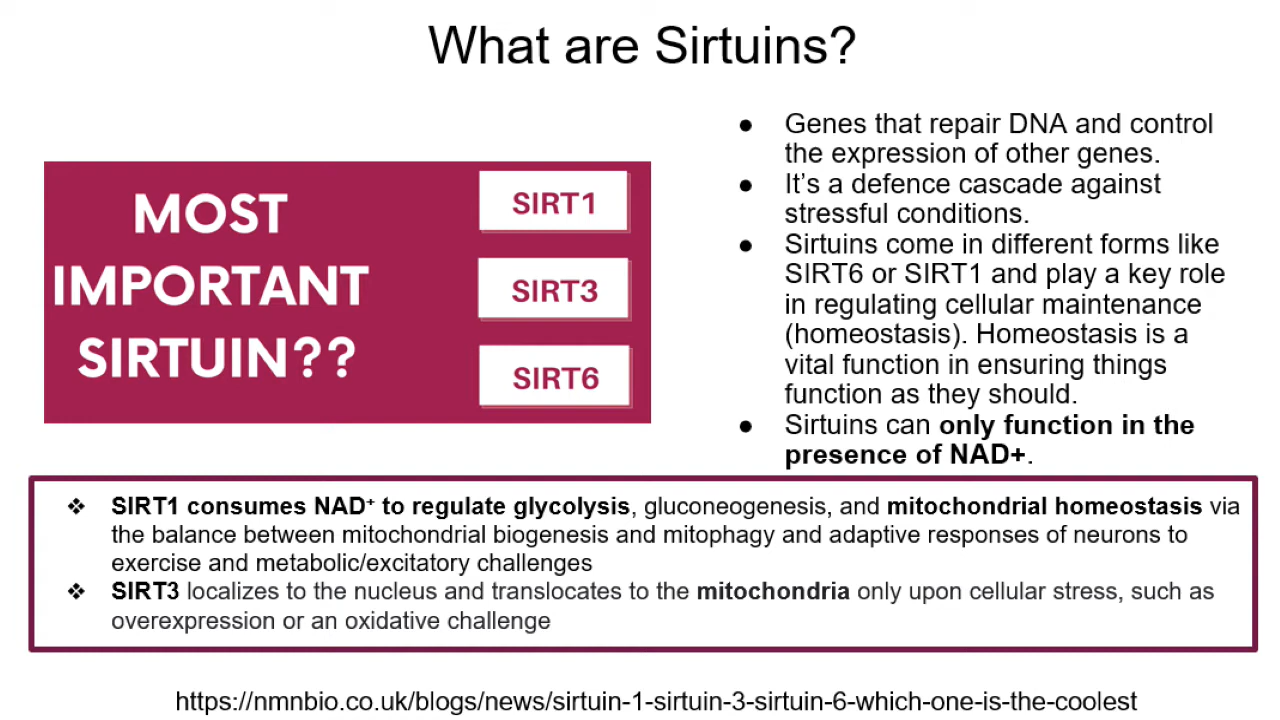 What are Sirtuins?
MOST
IMPORTANT
SIRTUIN??
SIRT1
SIRT3
SIRT6
● Genes that repair DNA and control
the expression of other genes.
● It’s a defence cascade against
stressful conditions.
● Sirtuins come in different forms like
SIRT6 or SIRT1 and play a key role
in regulating cellular maintenance
(homeostasis). Homeostasis is a
vital function in ensuring things
function as they should.
● Sirtuins can only function in the
presence of NAD+.
❖ SIRT1 consumes NAD⁺ to regulate glycolysis, gluconeogenesis, and mitochondrial homeostasis via
the balance between mitochondrial biogenesis and mitophagy and adaptive responses of neurons to
exercise and metabolic/excitatory challenges
❖ SIRT3 localizes to the nucleus and translocates to the mitochondria only upon cellular stress, such as
overexpression or an oxidative challenge
https://nmnbio.co.uk/blogs/news/sirtuin-1-sirtuin-3-sirtuin-6-which-one-is-the-coolest